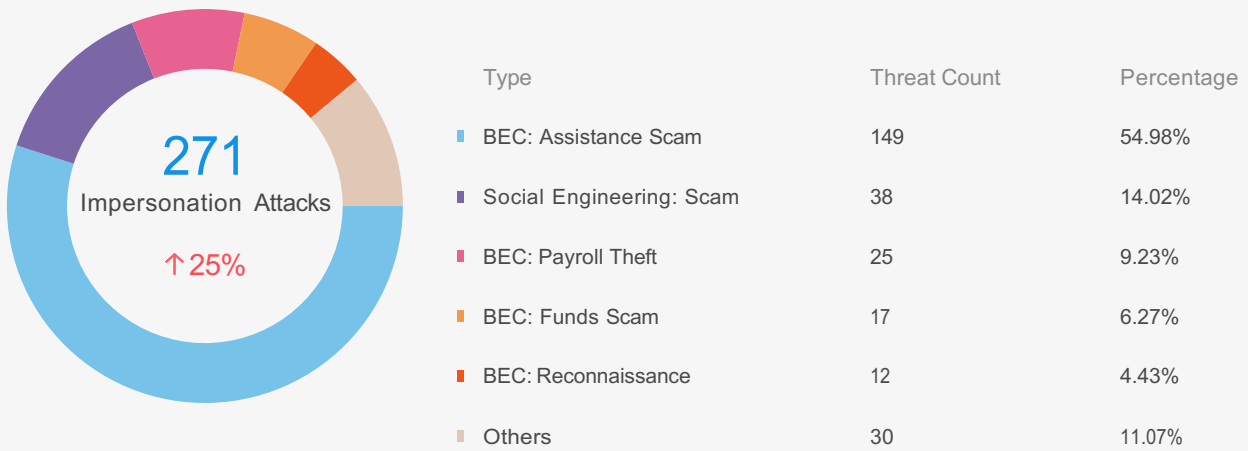 271
Impersonation Attacks
↑25%
Type Threat Count Percentage
BEC: Assistance Scam 149 54.98%
Social Engineering: Scam 38 14.02%
BEC: Payroll Theft 25 9.23%
BEC: Funds Scam 17 6.27%
BEC: Reconnaissance 12 4.43%
Others 30 11.07%